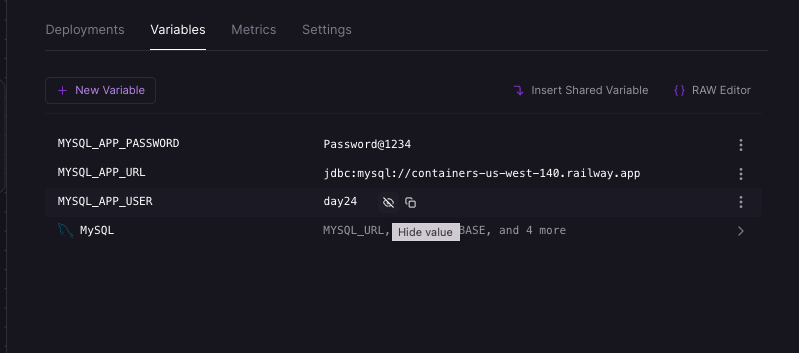 Deployments Variables Metrics Settings
New Variable Insert Shared Variable {} RAW Editor
MYSQL_APP_PASSWORD Password@1234
MYSQL_APP_URL jdbc:mysql://containers-us-west-140.railway.app
MYSQL_APP_USER day24
MySQL MYSQL_URL, BASE, and 4 more
Hide value